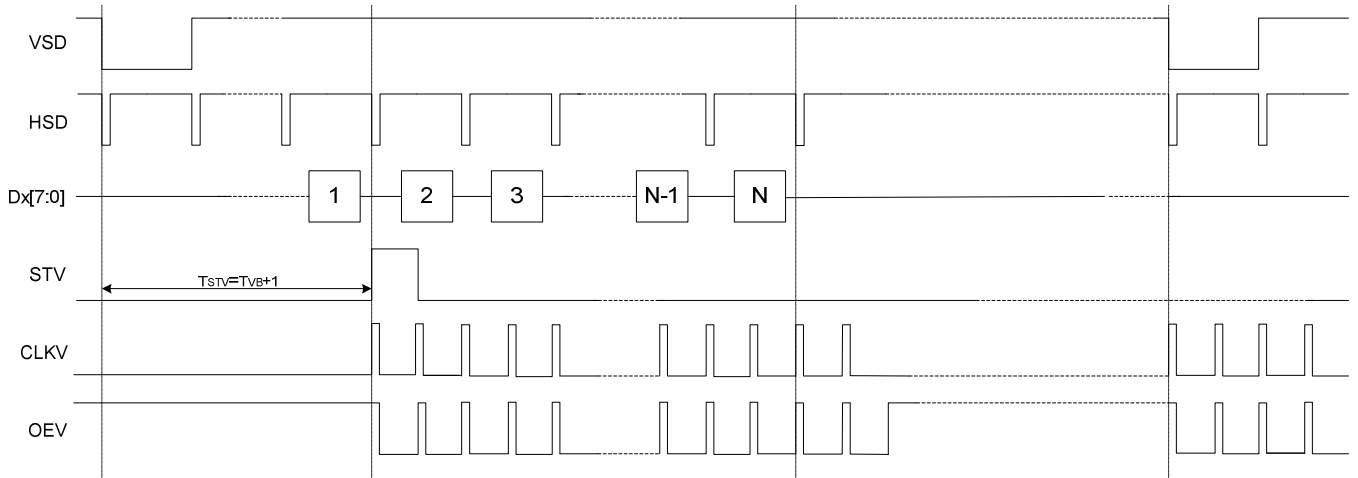 VSD
HSD
Dx[7:0]
1
2
3
N-1
N
STV
TSTV=TVB+1
CLKV
OEV